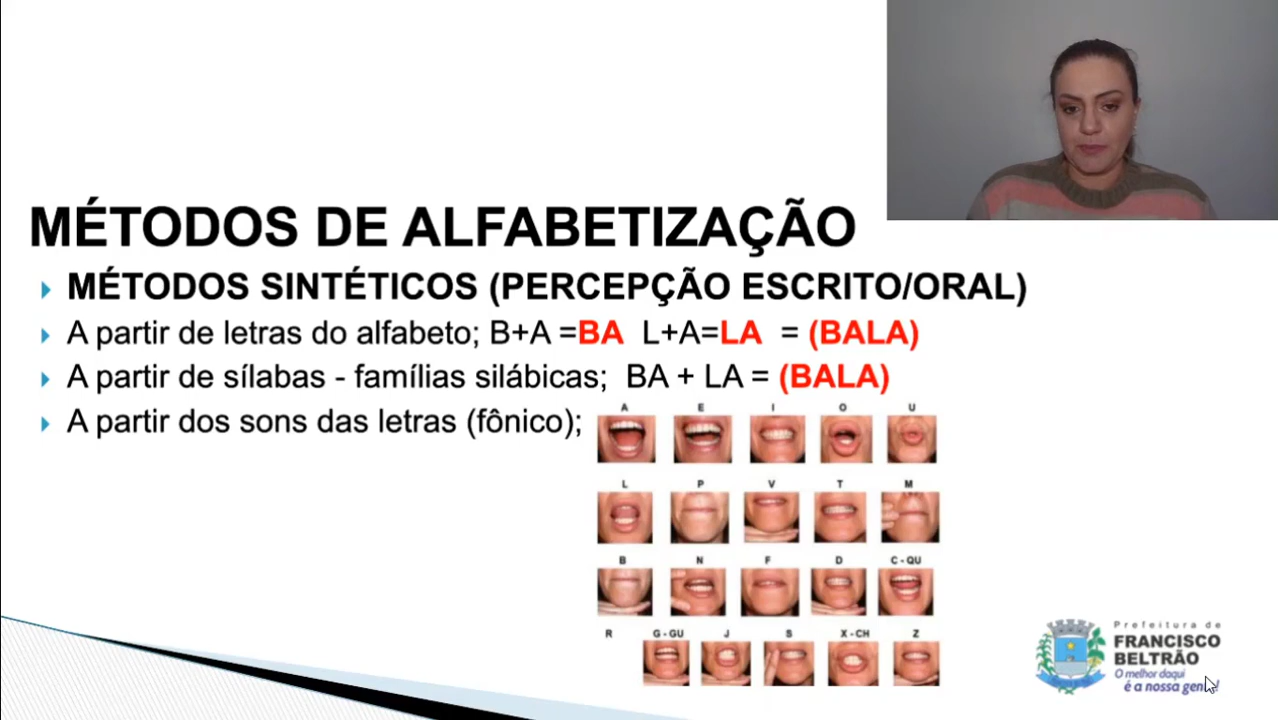 MÉTODOS DE ALFABETIZAÇÃO
MÉTODOS SINTÉTICOS (PERCEPÇÃO ESCRITO/ORAL)
A partir de letras do alfabeto; B+A =BA L+A=LA = (BALA)
A partir de sílabas - famílias silábicas; BA + LA = (BALA)
A partir dos sons das letras (fônico);
A E I O U
L P V T M
B N F D C - QU
R G - GU J S X - CH Z
Prefeitura de
FRANCISCO
BELTRÃO
O melhor daqui
é a nossa gente!